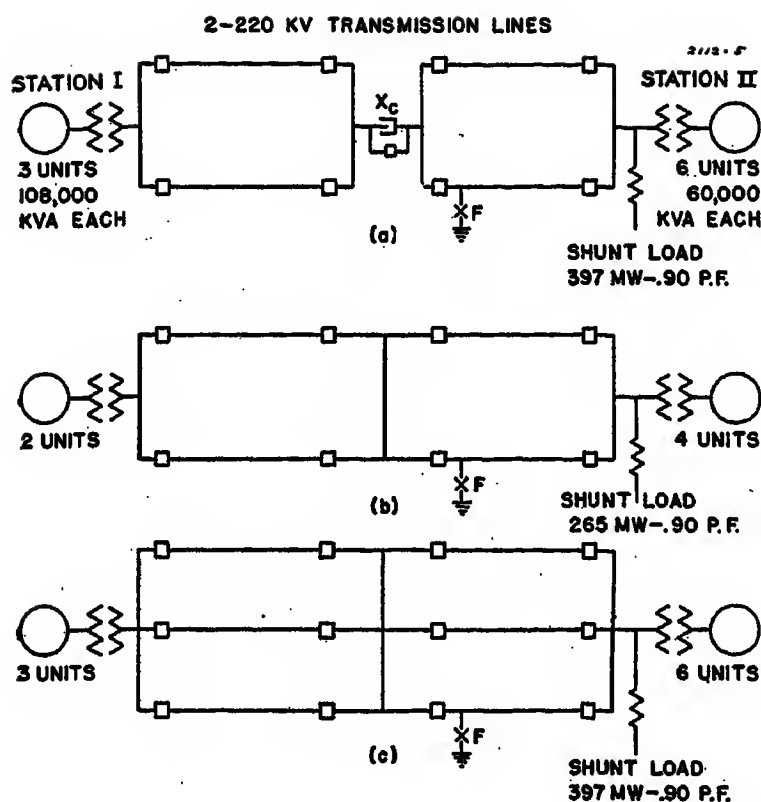 2-220 KV TRANSMISSION LINES
2112-5
STATION I
X_C
STATION II
3 UNITS
108,000
KVA EACH
6 UNITS
60,000
KVA EACH
F
(a)
SHUNT LOAD
397 MW-.90 P.F.
2 UNITS
4 UNITS
F
(b)
SHUNT LOAD
265 MW-.90 P.F.
3 UNITS
6 UNITS
F
(c)
SHUNT LOAD
397 MW-.90 P.F.